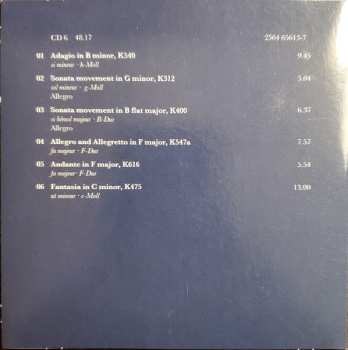 CD 6 48.17 2564 65615-7
01 Adagio in B minor, K540 9.45
si mineur · h-Moll
02 Sonata movement in G minor, K312 5.04
sol mineur · g-Moll
Allegro
03 Sonata movement in B flat major, K400 6.37
si bémol majeur · B-Dur
Allegro
04 Allegro and Allegretto in F major, K547a 7.57
fa majeur · F-Dur
05 Andante in F major, K616 5.54
fa majeur · F-Dur
06 Fantasia in C minor, K475 13.00
ut mineur · c-Moll